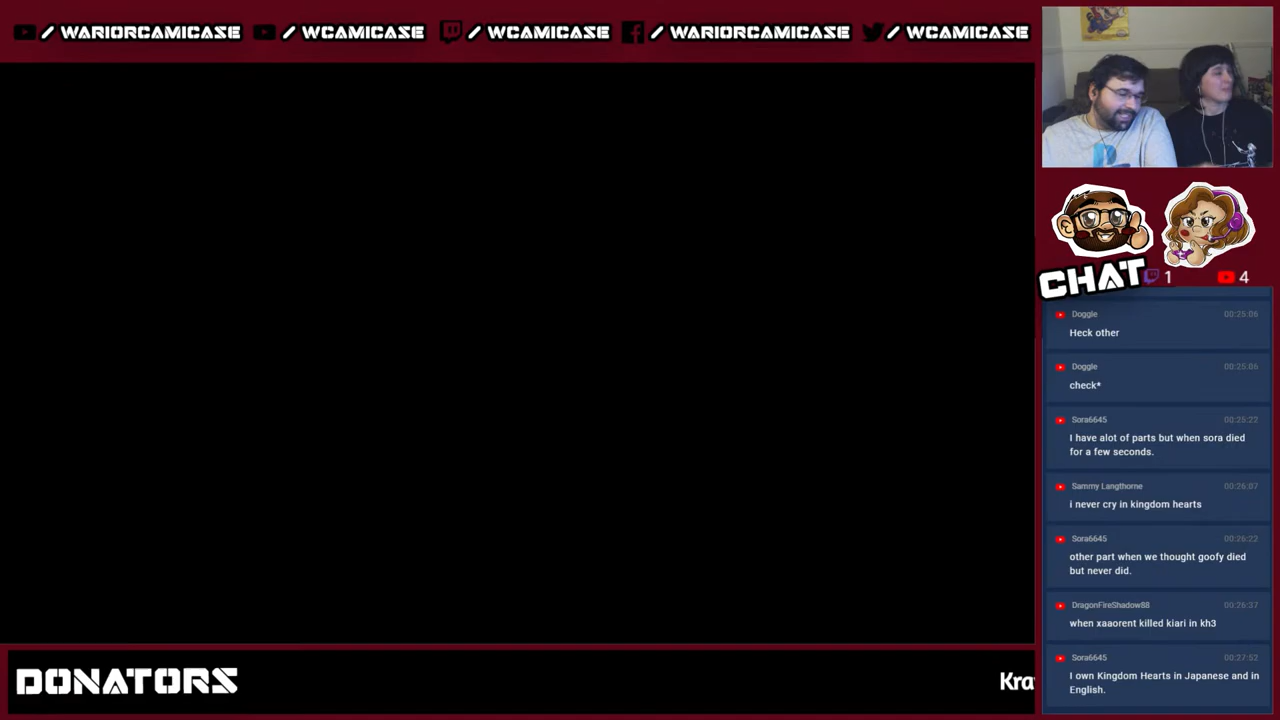 / WARIORCAMICASE / WCAMICASE / WCAMICASE / WARIORCAMICASE / WCAMICASE
CHAT 1 4
Doggle 00:25:06
Heck other
Doggle 00:25:06
check*
Sora6645 00:25:22
I have alot of parts but when sora died
for a few seconds.
Sammy Langthorne 00:26:07
i never cry in kingdom hearts
Sora6645 00:26:22
other part when we thought goofy died
but never did.
DragonFireShadow88 00:26:37
when xaaorent killed kiari in kh3
Sora6645 00:27:52
I own Kingdom Hearts in Japanese and in
English.
DONATORS Kra